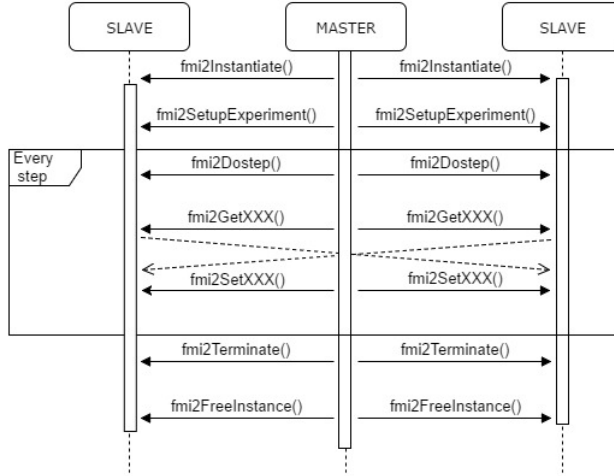 SLAVE MASTER SLAVE
fmi2Instantiate() fmi2Instantiate()
fmi2SetupExperiment() fmi2SetupExperiment()
Every
step
fmi2Dostep() fmi2Dostep()
fmi2GetXXX() fmi2GetXXX()
fmi2SetXXX() fmi2SetXXX()
fmi2Terminate() fmi2Terminate()
fmi2FreeInstance() fmi2FreeInstance()